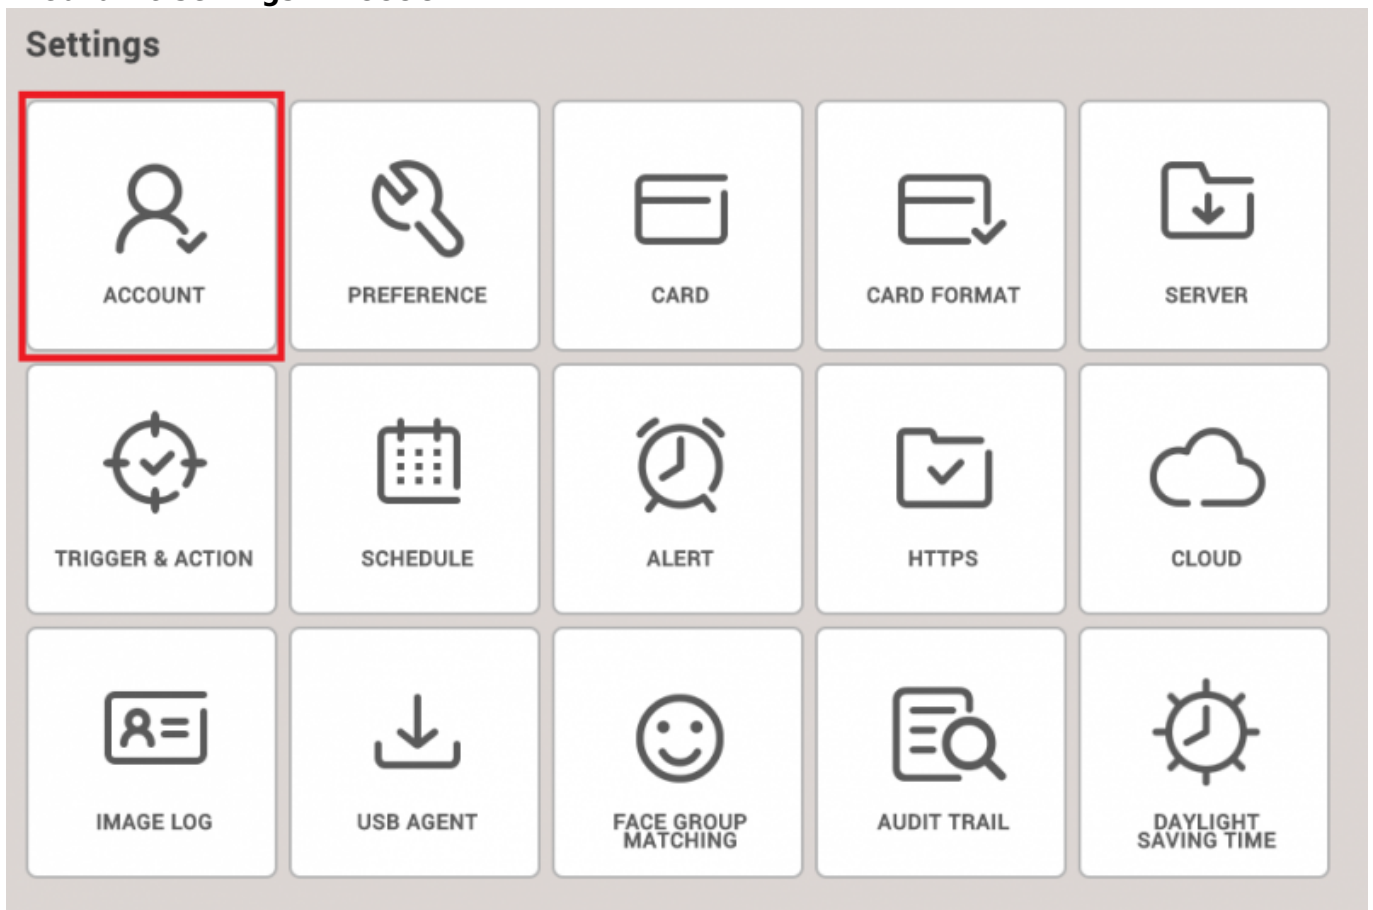 Settings
ACCOUNT
PREFERENCE
CARD
CARD FORMAT
SERVER
TRIGGER & ACTION
SCHEDULE
ALERT
HTTPS
CLOUD
IMAGE LOG
USB AGENT
FACE GROUP
MATCHING
AUDIT TRAIL
DAYLIGHT
SAVING TIME